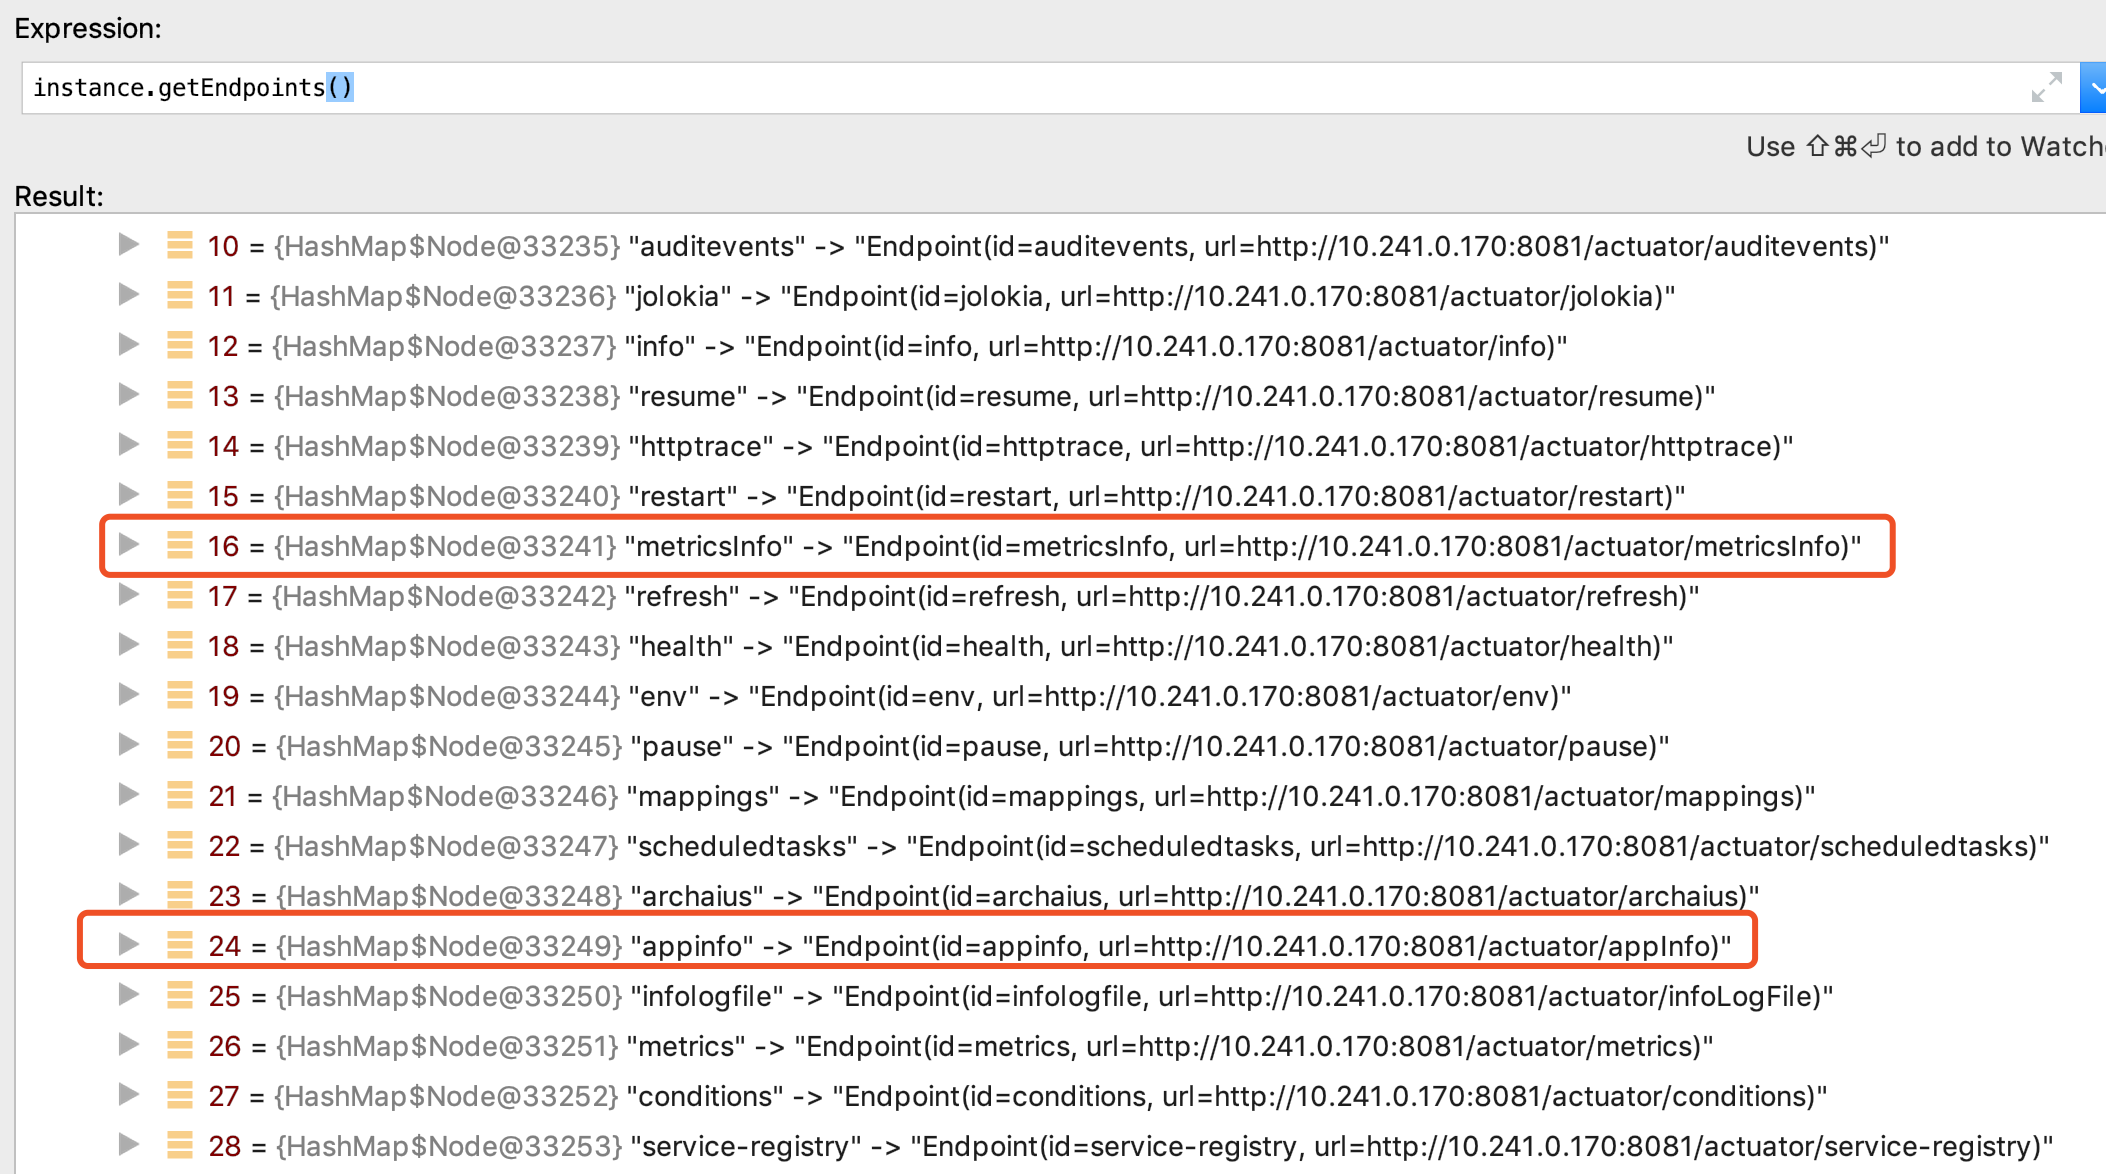 Expression:
instance.getEndpoints()
Use ⇧⌘⏎ to add to Watch
Result:
10 = {HashMap$Node@33235} "auditevents" -> "Endpoint(id=auditevents, url=http://10.241.0.170:8081/actuator/auditevents)"
11 = {HashMap$Node@33236} "jolokia" -> "Endpoint(id=jolokia, url=http://10.241.0.170:8081/actuator/jolokia)"
12 = {HashMap$Node@33237} "info" -> "Endpoint(id=info, url=http://10.241.0.170:8081/actuator/info)"
13 = {HashMap$Node@33238} "resume" -> "Endpoint(id=resume, url=http://10.241.0.170:8081/actuator/resume)"
14 = {HashMap$Node@33239} "httptrace" -> "Endpoint(id=httptrace, url=http://10.241.0.170:8081/actuator/httptrace)"
15 = {HashMap$Node@33240} "restart" -> "Endpoint(id=restart, url=http://10.241.0.170:8081/actuator/restart)"
16 = {HashMap$Node@33241} "metricsInfo" -> "Endpoint(id=metricsInfo, url=http://10.241.0.170:8081/actuator/metricsInfo)"
17 = {HashMap$Node@33242} "refresh" -> "Endpoint(id=refresh, url=http://10.241.0.170:8081/actuator/refresh)"
18 = {HashMap$Node@33243} "health" -> "Endpoint(id=health, url=http://10.241.0.170:8081/actuator/health)"
19 = {HashMap$Node@33244} "env" -> "Endpoint(id=env, url=http://10.241.0.170:8081/actuator/env)"
20 = {HashMap$Node@33245} "pause" -> "Endpoint(id=pause, url=http://10.241.0.170:8081/actuator/pause)"
21 = {HashMap$Node@33246} "mappings" -> "Endpoint(id=mappings, url=http://10.241.0.170:8081/actuator/mappings)"
22 = {HashMap$Node@33247} "scheduledtasks" -> "Endpoint(id=scheduledtasks, url=http://10.241.0.170:8081/actuator/scheduledtasks)"
23 = {HashMap$Node@33248} "archaius" -> "Endpoint(id=archaius, url=http://10.241.0.170:8081/actuator/archaius)"
24 = {HashMap$Node@33249} "appinfo" -> "Endpoint(id=appinfo, url=http://10.241.0.170:8081/actuator/appInfo)"
25 = {HashMap$Node@33250} "infologfile" -> "Endpoint(id=infologfile, url=http://10.241.0.170:8081/actuator/infoLogFile)"
26 = {HashMap$Node@33251} "metrics" -> "Endpoint(id=metrics, url=http://10.241.0.170:8081/actuator/metrics)"
27 = {HashMap$Node@33252} "conditions" -> "Endpoint(id=conditions, url=http://10.241.0.170:8081/actuator/conditions)"
28 = {HashMap$Node@33253} "service-registry" -> "Endpoint(id=service-registry, url=http://10.241.0.170:8081/actuator/service-registry)"